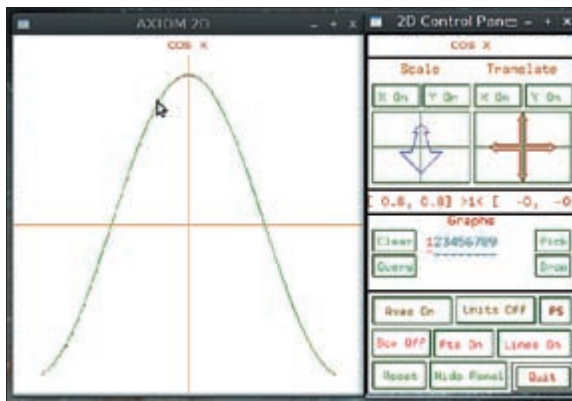 AXIOM 2D
cos x
2D Control Pane
cos x
Scale Translate
X On Y On X On Y On
[ 0.8, 0.8] >1< [ -0, -0
Graphs
Clear 123456789 Pick
Query Drop
Axes On Units Off PS
Box Off Pts On Lines On
Reset Hide Panel Quit